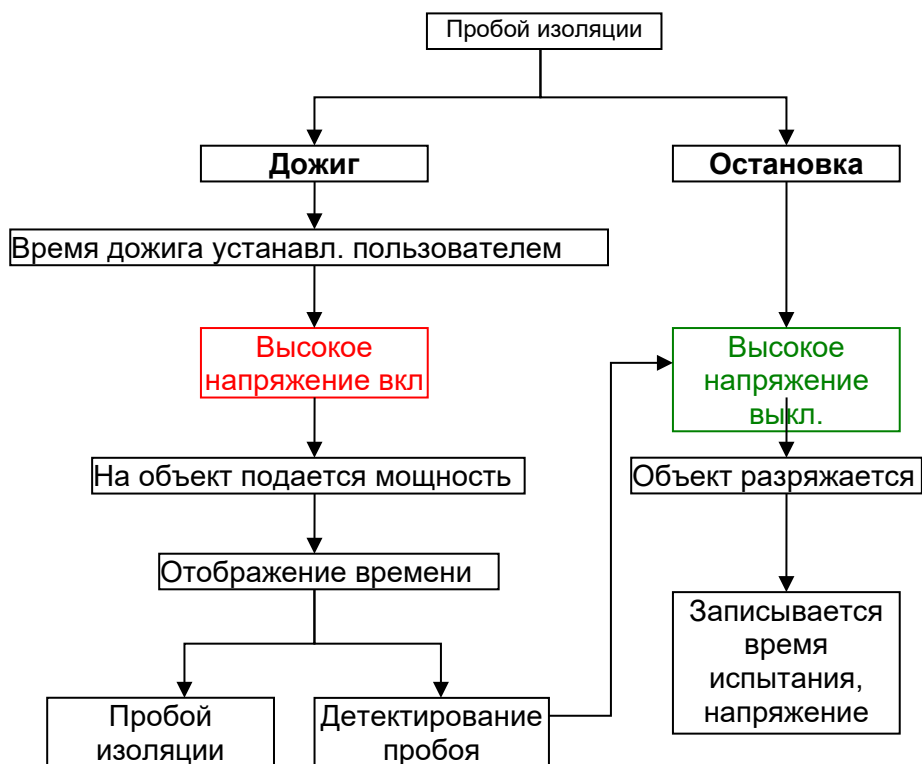 Пробой изоляции
Дожиг
Остановка
Время дожига устанавл. пользователем
Высокое
напряжение вкл
Высокое
напряжение
выкл.
На объект подается мощность
Объект разряжается
Отображение времени
Записывается
время
испытания,
напряжение
Пробой
изоляции
Детектирование
пробоя